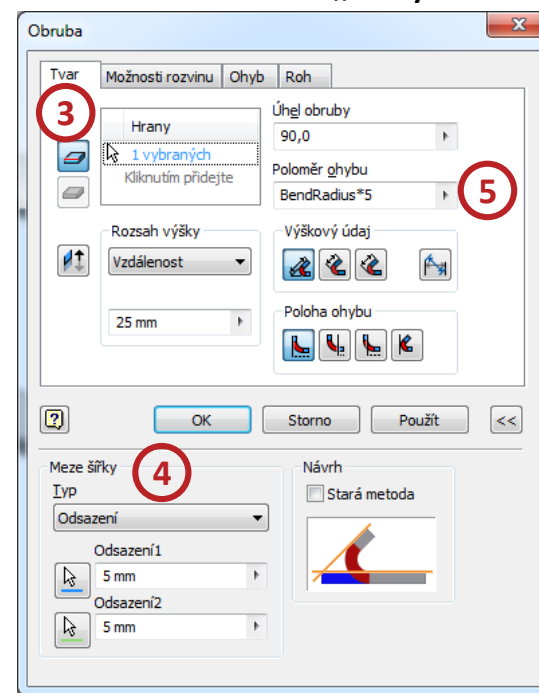 Obruba
Tvar Možnosti rozvinu Ohyb Roh
3
Hrany
1 vybraných
Kliknutím přidejte
Úhel obruby
90,0
Poloměr ohybu
BendRadius*5
5
Rozsah výšky
Vzdálenost
25 mm
Výškový údaj
Poloha ohybu
OK Storno Použít <<
Meze šířky
4
Typ
Odsazení
Odsazení1
5 mm
Odsazení2
5 mm
Návrh
Stará metoda